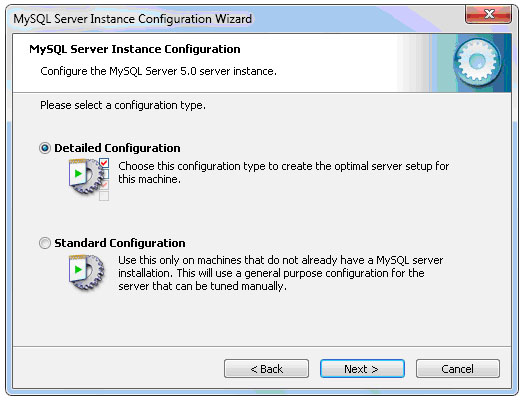 MySQL Server Instance Configuration Wizard
MySQL Server Instance Configuration
Configure the MySQL Server 5.0 server instance.
Please select a configuration type.
Detailed Configuration
Choose this configuration type to create the optimal server setup for
this machine.
Standard Configuration
Use this only on machines that do not already have a MySQL server
installation. This will use a general purpose configuration for the
server that can be tuned manually.
< Back
Next >
Cancel